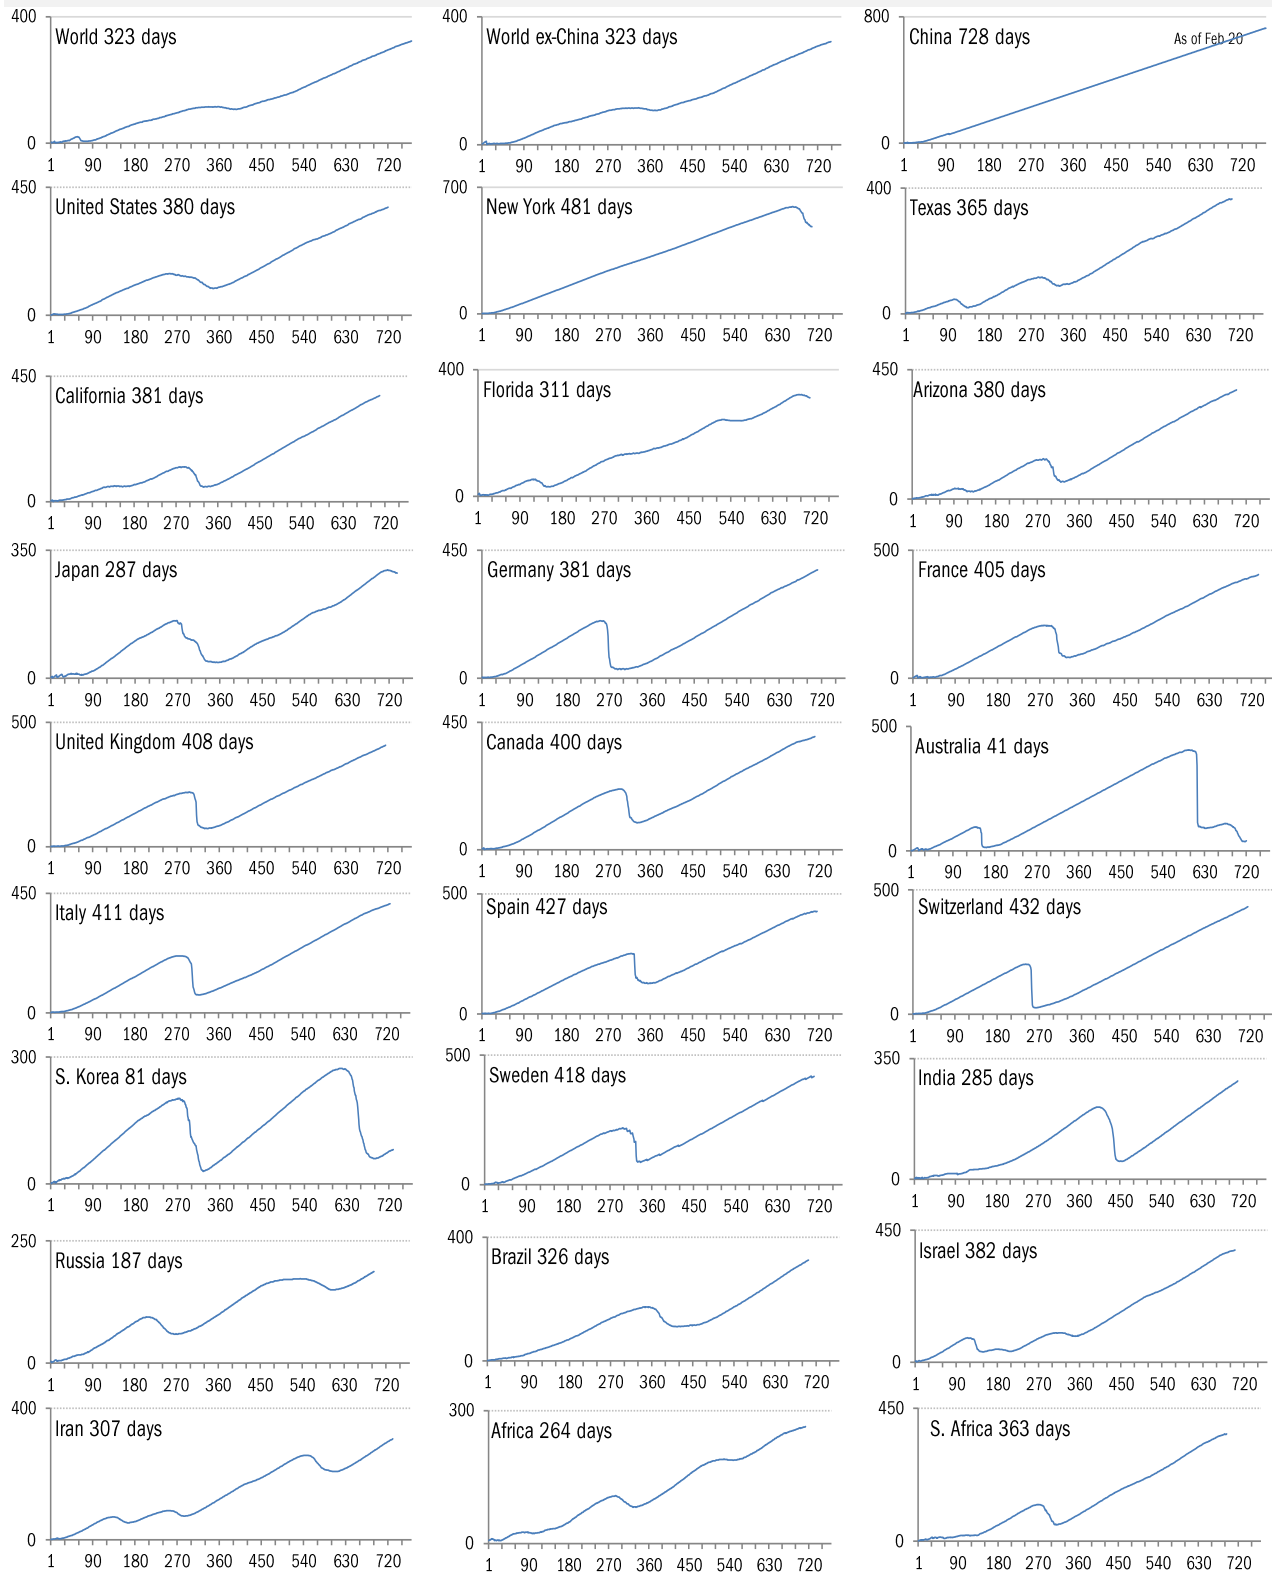 400 400 800
World 323 days World ex-China 323 days China 728 days
As of Feb 20
0 0 0
1 90 180 270 360 450 540 630 720 1 90 180 270 360 450 540 630 720 1 90 180 270 360 450 540 630 720
450 700 400
United States 380 days New York 481 days Texas 365 days
0 0 0
1 90 180 270 360 450 540 630 720 1 90 180 270 360 450 540 630 720 1 90 180 270 360 450 540 630 720
450 400 450
California 381 days Florida 311 days Arizona 380 days
0 0 0
1 90 180 270 360 450 540 630 720 1 90 180 270 360 450 540 630 720 1 90 180 270 360 450 540 630 720
350 450 500
Japan 287 days Germany 381 days France 405 days
0 0 0
1 90 180 270 360 450 540 630 720 1 90 180 270 360 450 540 630 720 1 90 180 270 360 450 540 630 720
500 450 500
United Kingdom 408 days Canada 400 days Australia 41 days
0 0 0
1 90 180 270 360 450 540 630 720 1 90 180 270 360 450 540 630 720 1 90 180 270 360 450 540 630 720
450 500 500
Italy 411 days Spain 427 days Switzerland 432 days
0 0 0
1 90 180 270 360 450 540 630 720 1 90 180 270 360 450 540 630 720 1 90 180 270 360 450 540 630 720
300 500 350
S. Korea 81 days Sweden 418 days India 285 days
0 0 0
1 90 180 270 360 450 540 630 720 1 90 180 270 360 450 540 630 720 1 90 180 270 360 450 540 630 720
250 400 450
Russia 187 days Brazil 326 days Israel 382 days
0 0 0
1 90 180 270 360 450 540 630 720 1 90 180 270 360 450 540 630 720 1 90 180 270 360 450 540 630 720
400 300 450
Iran 307 days Africa 264 days S. Africa 363 days
0 0 0
1 90 180 270 360 450 540 630 720 1 90 180 270 360 450 540 630 720 1 90 180 270 360 450 540 630 720